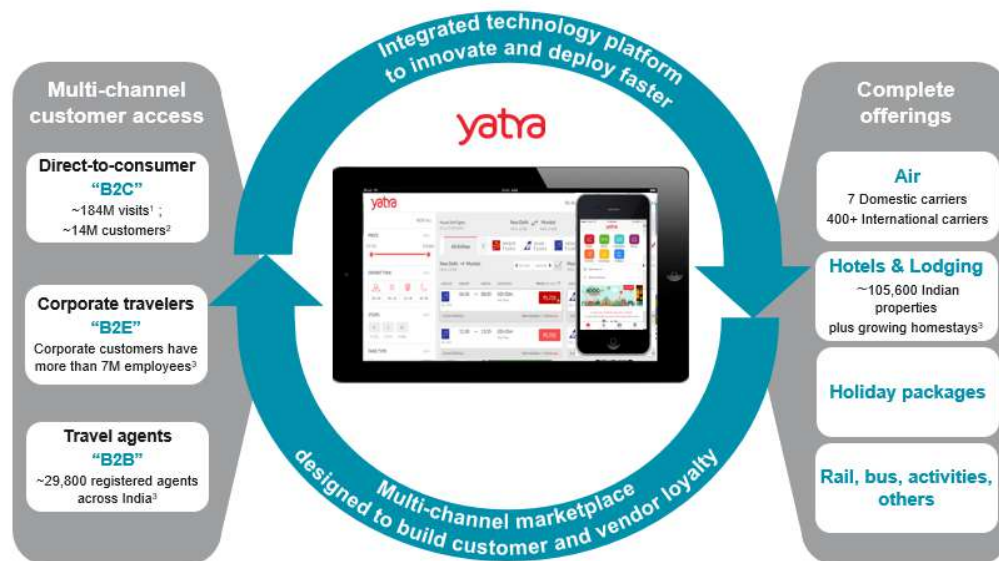 Integrated technology platform
to innovate and deploy faster
Multi-channel
customer access
Direct-to-consumer
“B2C”
~184M visits¹ ;
~14M customers²
Corporate travelers
“B2E”
Corporate customers have
more than 7M employees³
Travel agents
“B2B”
~29,800 registered agents
across India³
yatra
yatra
yatra
Multi-channel marketplace
designed to build customer and vendor loyalty
Complete
offerings
Air
7 Domestic carriers
400+ International carriers
Hotels & Lodging
~105,600 Indian
properties
plus growing homestays³
Holiday packages
Rail, bus, activities,
others